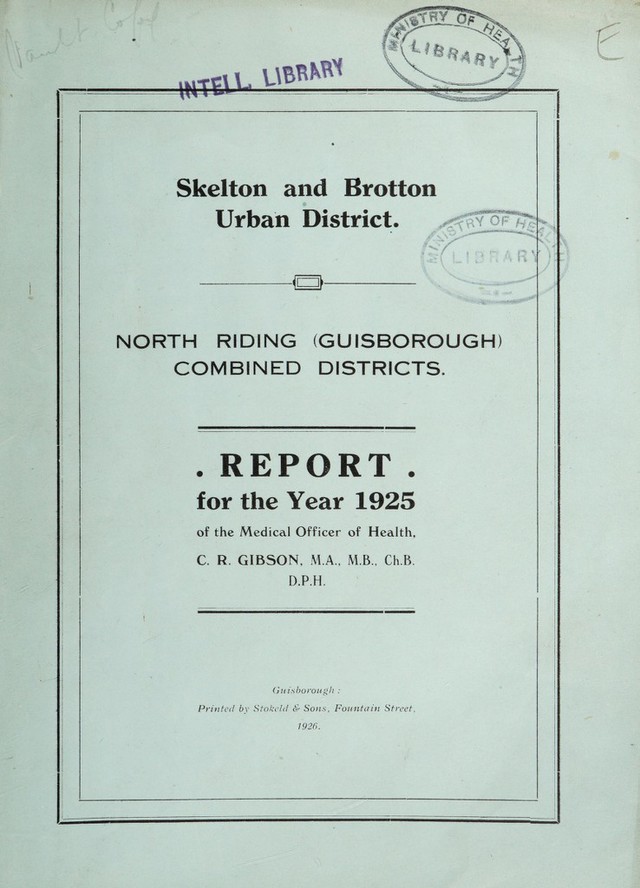 MINISTRY OF HEALTH
LIBRARY
E
INTELL. LIBRARY
Skelton and Brotton
Urban District.
MINISTRY OF HEALTH
LIBRARY
NORTH RIDING (GUISBOROUGH)
COMBINED DISTRICTS.
. REPORT .
for the Year 1925
of the Medical Officer of Health,
C. R. GIBSON, M.A., M.B., Ch.B.
D.P.H.
Guisborough :
Printed by Stokeld & Sons, Fountain Street,
1926.